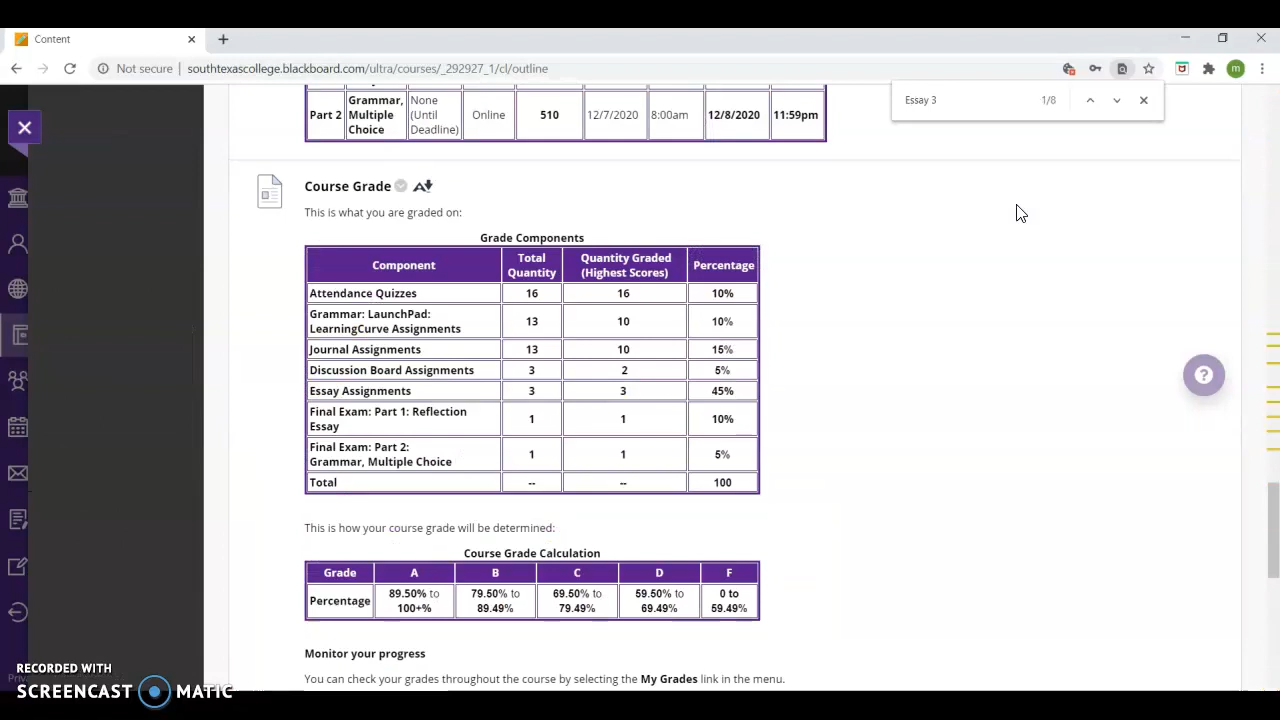 Content
Not secure | southtexascollege.blackboard.com/ultra/courses/_292927_1/cl/outline
m
Essay 3 1/8
Part 2 Grammar, Multiple Choice None (Until Deadline) Online 510 12/7/2020 8:00am 12/8/2020 11:59pm
Course Grade
This is what you are graded on:
Grade Components
Component Total Quantity Quantity Graded (Highest Scores) Percentage
Attendance Quizzes 16 16 10%
Grammar: LaunchPad: LearningCurve Assignments 13 10 10%
Journal Assignments 13 10 15%
Discussion Board Assignments 3 2 5%
Essay Assignments 3 3 45%
Final Exam: Part 1: Reflection Essay 1 1 10%
Final Exam: Part 2: Grammar, Multiple Choice 1 1 5%
Total -- -- 100
This is how your course grade will be determined:
Course Grade Calculation
Grade A B C D F
Percentage 89.50% to 100+% 79.50% to 89.49% 69.50% to 79.49% 59.50% to 69.49% 0 to 59.49%
Monitor your progress
You can check your grades throughout the course by selecting the My Grades link in the menu.
RECORDED WITH
SCREENCAST MATIC